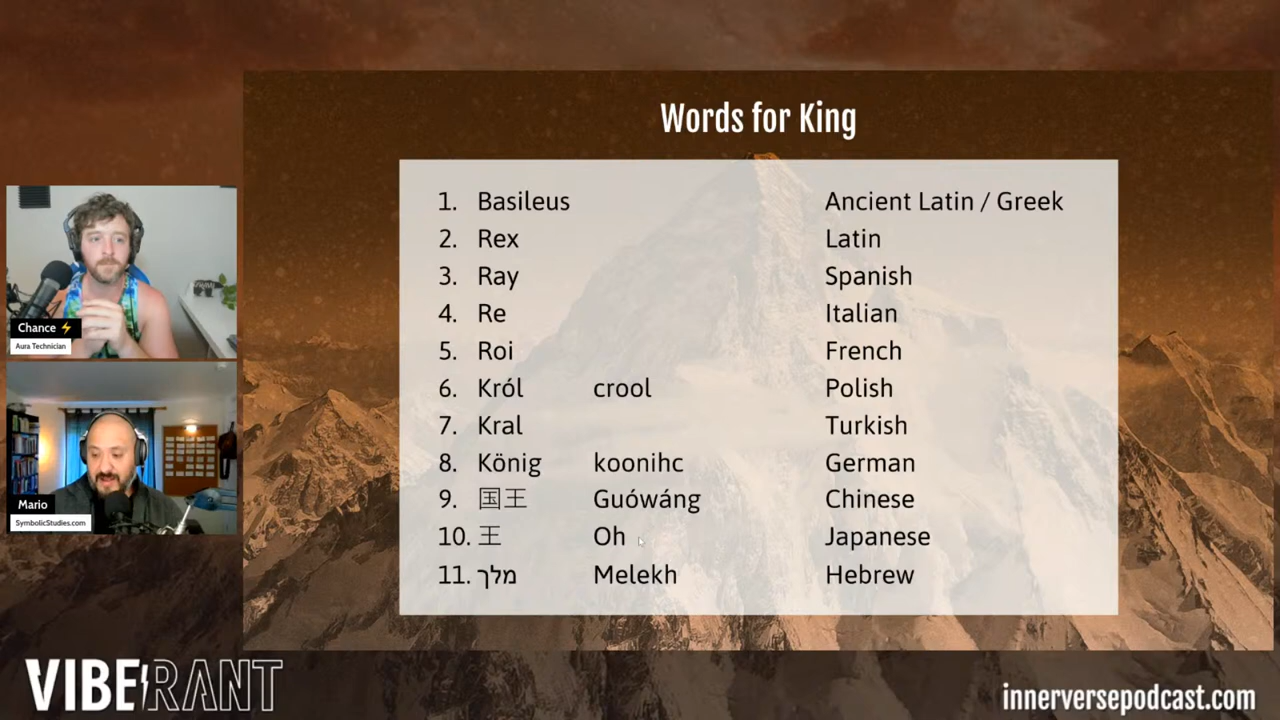 Words for King
1. Basileus Ancient Latin / Greek
2. Rex Latin
3. Ray Spanish
4. Re Italian
5. Roi French
6. Król crool Polish
7. Kral Turkish
8. König koonihc German
9. 国王 Guówáng Chinese
10. 王 Oh Japanese
11. מלך Melekh Hebrew
Chance
Aura Technician
Mario
SymbolicStudies.com
VIBERANT
innerversepodcast.com